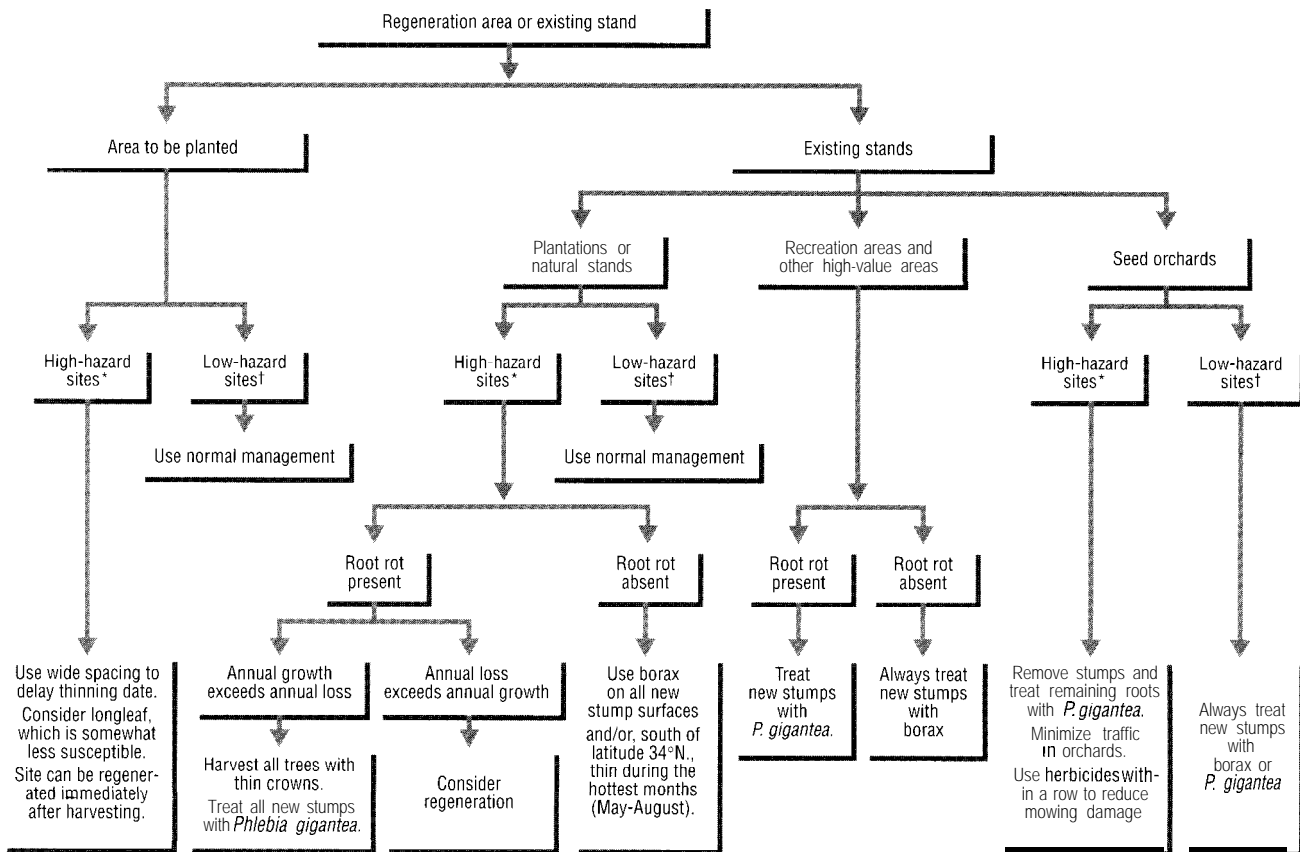 Regeneration area or existing stand
Area to be planted
Existing stands
Plantations or
natural stands
Recreation areas and
other high-value areas
Seed orchards
High-hazard
sites*
Low-hazard
sites†
High-hazard
sites*
Low-hazard
sites†
High-hazard
sites*
Low-hazard
sites†
Use normal management
Use normal management
Root rot
present
Root rot
absent
Root rot
present
Root rot
absent
Use wide spacing to
delay thinning date.
Consider longleaf,
which is somewhat
less susceptible.
Site can be regener-
ated immediately
after harvesting.
Annual growth
exceeds annual loss
Annual loss
exceeds annual growth
Harvest all trees with
thin crowns.
Treat all new stumps
with Phlebia gigantea.
Consider
regeneration
Use borax
on all new
stump surfaces
and/or, south of
latitude 34°N.,
thin during the
hottest months
(May-August).
Treat
new stumps
with
P. gigantea.
Always treat
new stumps
with
borax
Remove stumps and
treat remaining roots
with P. gigantea.
Minimize traffic
in orchards.
Use herbicides with-
in a row to reduce
mowing damage
Always treat
new stumps
with
borax or
P. gigantea